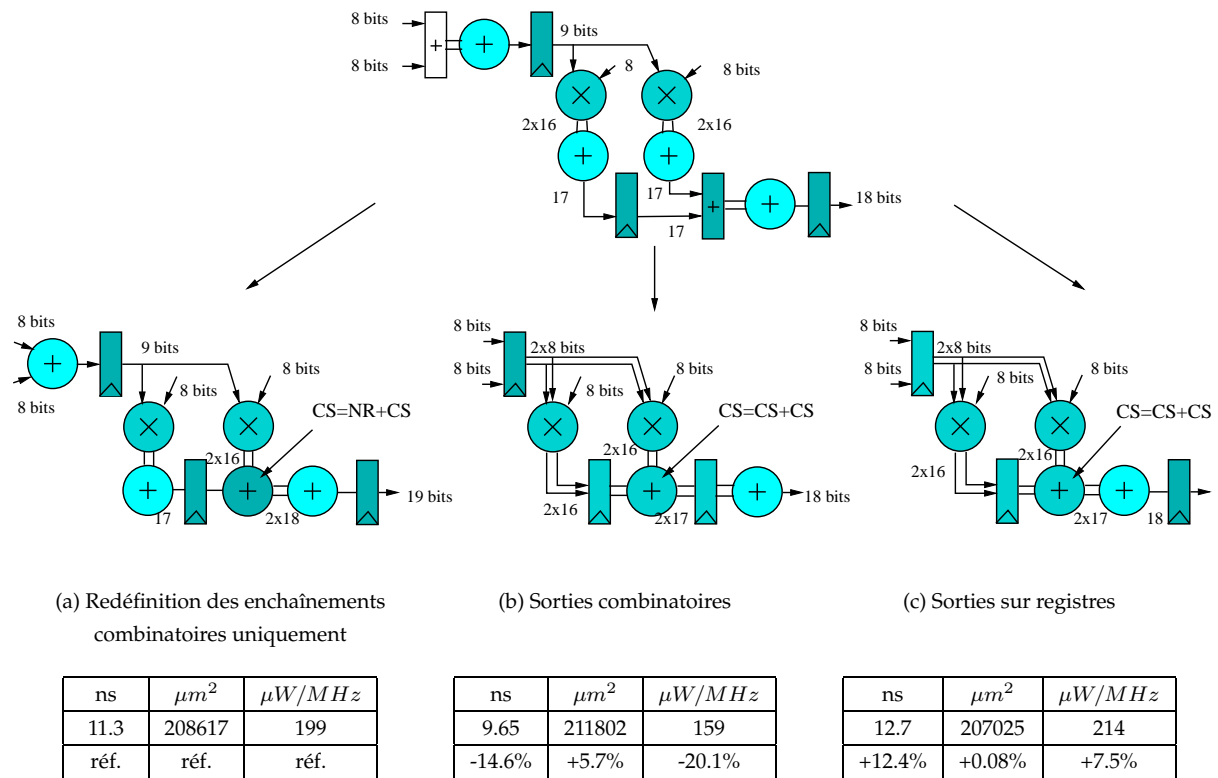 8 bits
8 bits
+
+
9 bits
8
8 bits
×
×
2x16
2x16
+
+
17
17
17
+
+
18 bits
8 bits
8 bits
+
9 bits
8 bits
8 bits
×
×
CS=NR+CS
2x16
+
17
+
2x18
+
19 bits
8 bits
8 bits
2x8 bits
8 bits
8 bits
×
×
CS=CS+CS
2x16
2x16
+
2x17
+
18 bits
8 bits
8 bits
2x8 bits
8 bits
8 bits
×
×
CS=CS+CS
2x16
2x16
+
2x17
+
18
(a) Redéfinition des enchaînements
combinatoires uniquement
(b) Sorties combinatoires
(c) Sorties sur registres
ns μm² μW/MHz
11.3 208617 199
réf. réf. réf.
ns μm² μW/MHz
9.65 211802 159
-14.6% +5.7% -20.1%
ns μm² μW/MHz
12.7 207025 214
+12.4% +0.08% +7.5%